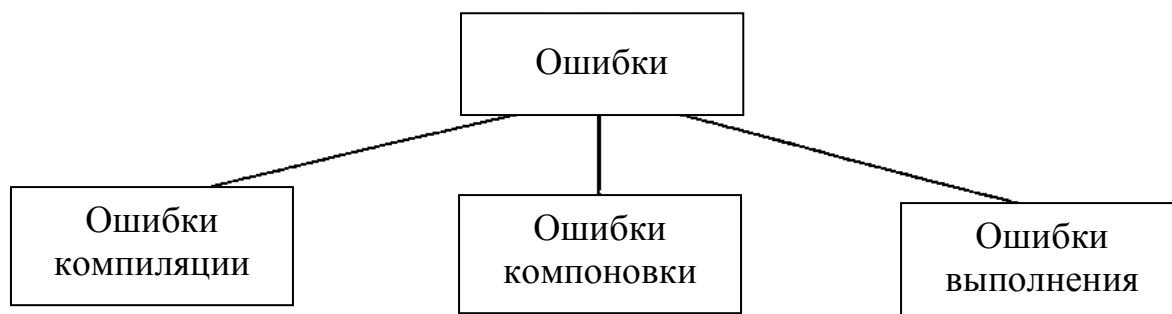 Ошибки
Ошибки
компиляции
Ошибки
компоновки
Ошибки
выполнения